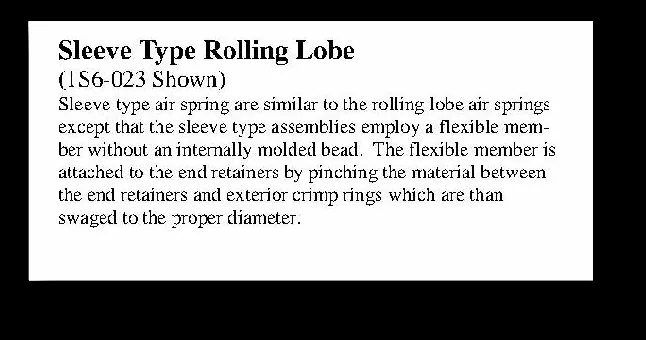 Sleeve Type Rolling Lobe
(1S6-023 Shown)
Sleeve type air spring are similar to the rolling lobe air springs
except that the sleeve type assemblies employ a flexible mem-
ber without an internally molded bead. The flexible member is
attached to the end retainers by pinching the material between
the end retainers and exterior crimp rings which are than
swaged to the proper diameter.